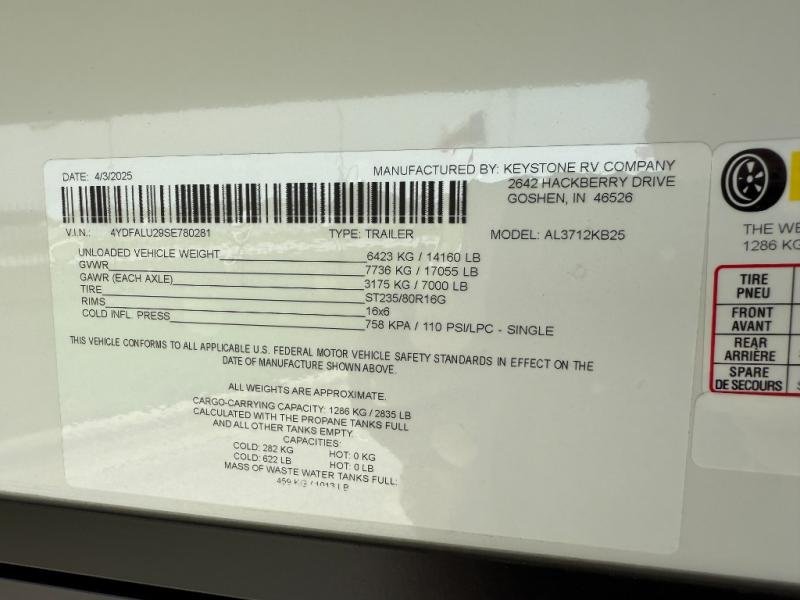 DATE: 4/3/2025
MANUFACTURED BY: KEYSTONE RV COMPANY
2642 HACKBERRY DRIVE
GOSHEN, IN 46526
V.I.N.: 4YDFALU29SE780281 TYPE: TRAILER MODEL: AL3712KB25
UNLOADED VEHICLE WEIGHT 6423 KG / 14160 LB
GVWR 7736 KG / 17055 LB
GAWR (EACH AXLE) 3175 KG / 7000 LB
TIRE ST235/80R16G
RIMS 16x6
COLD INFL. PRESS 758 KPA / 110 PSI/LPC - SINGLE
THIS VEHICLE CONFORMS TO ALL APPLICABLE U.S. FEDERAL MOTOR VEHICLE SAFETY STANDARDS IN EFFECT ON THE
DATE OF MANUFACTURE SHOWN ABOVE.
ALL WEIGHTS ARE APPROXIMATE.
CARGO-CARRYING CAPACITY: 1286 KG / 2835 LB
CALCULATED WITH THE PROPANE TANKS FULL
AND ALL OTHER TANKS EMPTY.
CAPACITIES:
COLD: 282 KG HOT: 0 KG
COLD: 622 LB HOT: 0 LB
MASS OF WASTE WATER TANKS FULL:
459 KG / 1013 LB
THE WE
1286 KG
TIRE
PNEU
FRONT
AVANT
REAR
ARRIÈRE
SPARE
DE SECOURS